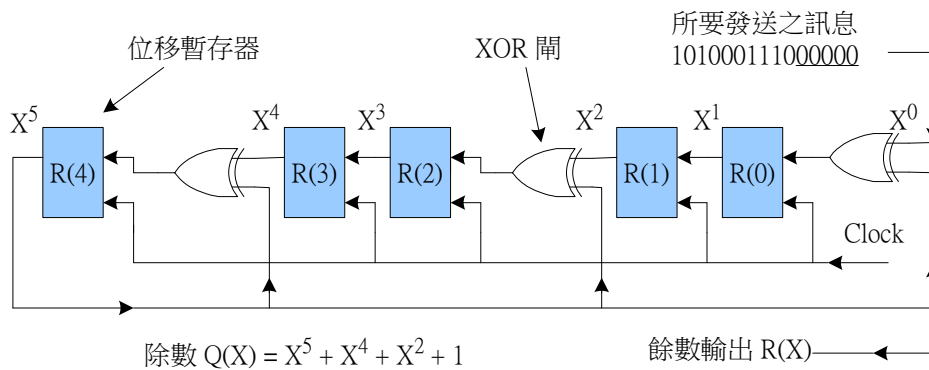 所要發送之訊息
101000111000000
位移暫存器
XOR 閘
X⁵
X⁴
X³
X²
X¹
X⁰
R(4)
R(3)
R(2)
R(1)
R(0)
Clock
除數 Q(X) = X⁵ + X⁴ + X² + 1
餘數輸出 R(X)